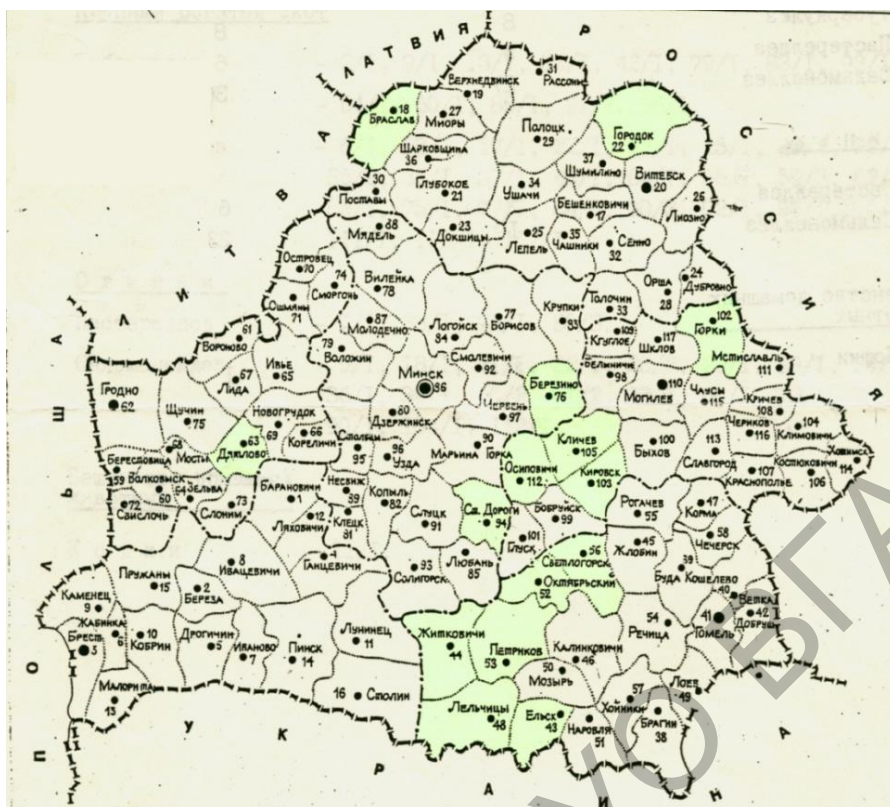 ЛАТВИЯ
РОССИЯ
ЛИТВА
ПОЛЬША
УКРАИНА
31
Рассоны
Верхнедвинск
19
18
Браслав
27
Миоры
Полоцк
29
Городок
22
Шарковщина
36
37
Шумилино
Витебск
20
30
Поставы
Глубокое
21
34
Ушачи
Бешенковичи
17
26
Лиозно
88
Мядель
23
Докшицы
25
Лепель
35
Чашники
Сенно
32
Островец
70
74
Сморгонь
Вилейка
78
Орша
28
24
Дубровно
Ошмяны
71
87
Молодечно
Логойск
84
77
Борисов
Крупки
83
Толочин
33
102
Горки
109
Круглое
117
Шклов
61
Вороново
79
Воложин
Смолевичи
92
Белыничи
98
Мстиславль
111
Гродно
62
67
Лида
Ивье
65
Минск
86
Березино
76
110
Могилев
Чаусы
115
Кричев
108
Щучин
75
Новогрудок
69
66
Кореличи
80
Дзержинск
Червень
97
Чериков
116
104
Климовичи
68
Мосты
63
Дятлово
Столбцы
95
96
Узда
Марьина Горка
90
Кличев
105
100
Быхов
113
Славгород
Хотимск
114
Берестовица
59
Волковыск
60
64
Зельва
Барановичи
1
Несвиж
89
Копыль
82
Осиповичи
112
Кировск
103
107
Краснополье
Костюковичи
106
72
Свислочь
73
Слоним
12
Ляховичи
Клецк
81
Слуцк
91
Ст. Дороги
94
Бобруйск
99
Рогачев
55
47
Корма
8
Ивацевичи
Ганцевичи
93
Солигорск
Любань
85
101
Глуск
56
Светлогорск
45
Жлобин
58
Чечерск
Пружаны
15
2
Береза
52
Октябрьский
39
Буда Кошелево
Каменец
9
Жабинка
6
40
Ветка
42
Добруш
Брест
3
10
Кобрин
Дрогичин
5
Иваново
7
Пинск
14
Лунинец
11
Житковичи
44
Петриков
53
Калинковичи
46
54
Речица
41
Гомель
50
Мозырь
Малорита
13
16
Столин
Лельчицы
48
Ельск
43
Наровля
51
57
Хойники
Лоев
49
Брагин
38
УО ВГА